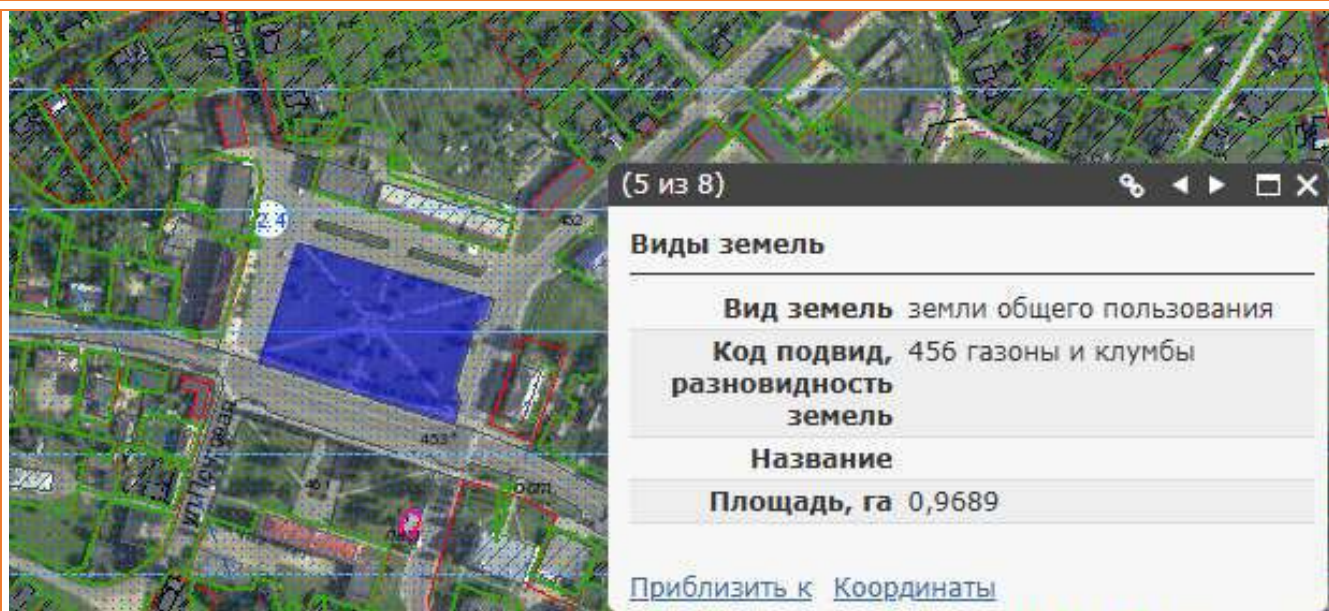 (5 из 8)
Виды земель
Вид земель земли общего пользования
Код подвид, 456 газоны и клумбы
разновидность
земель
Название
Площадь, га 0,9689
Приблизить к Координаты
2.4
452
453
461